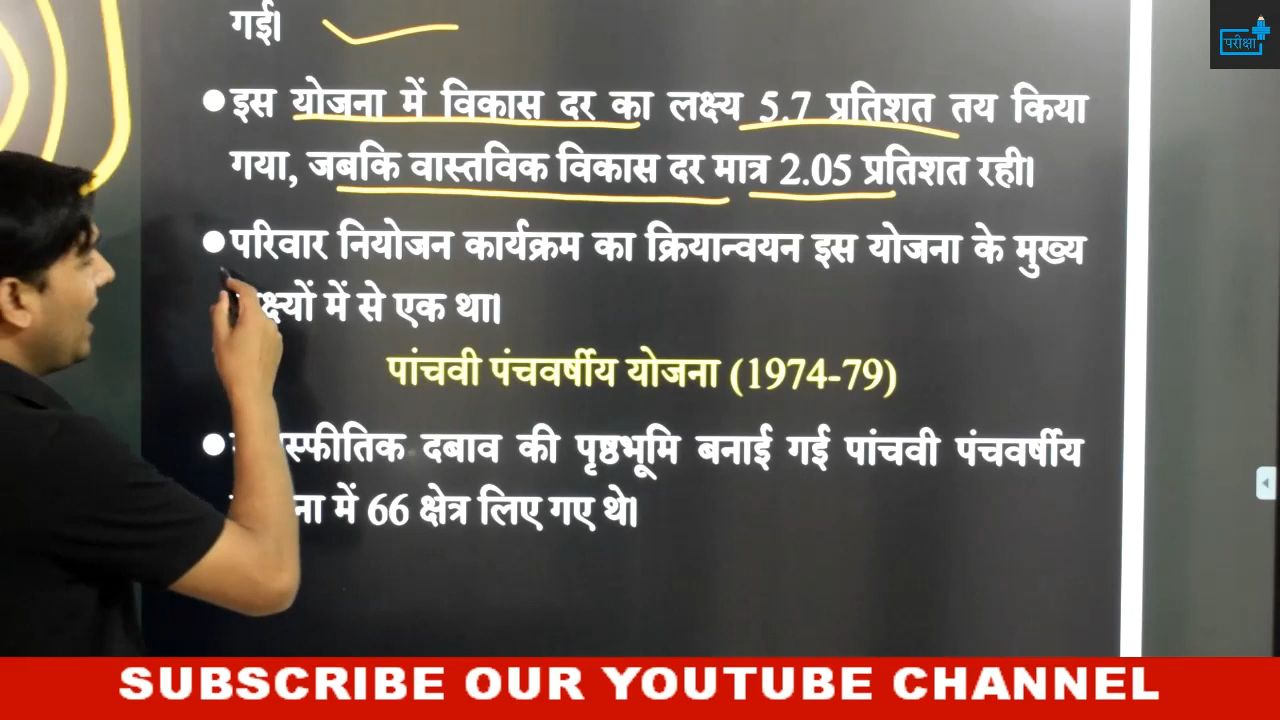 गई।
परीक्षा
●इस योजना में विकास दर का लक्ष्य 5.7 प्रतिशत तय किया
गया, जबकि वास्तविक विकास दर मात्र 2.05 प्रतिशत रही।
●परिवार नियोजन कार्यक्रम का क्रियान्वयन इस योजना के मुख्य
में से एक था।
पांचवी पंचवर्षीय योजना (1974-79)
● दबाव की पृष्ठभूमि बनाई गई पांचवी पंचवर्षीय
में 66 क्षेत्र लिए गए थे।
SUBSCRIBE OUR YOUTUBE CHANNEL